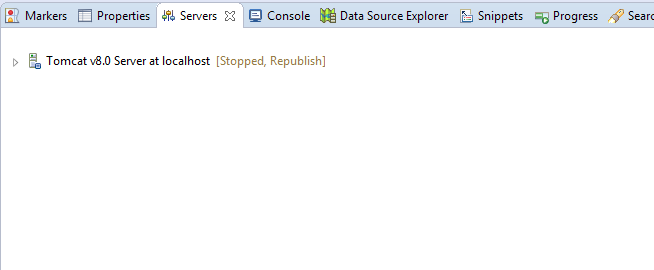 Markers Properties Servers Console Data Source Explorer Snippets Progress
Tomcat v8.0 Server at localhost [Stopped, Republish]